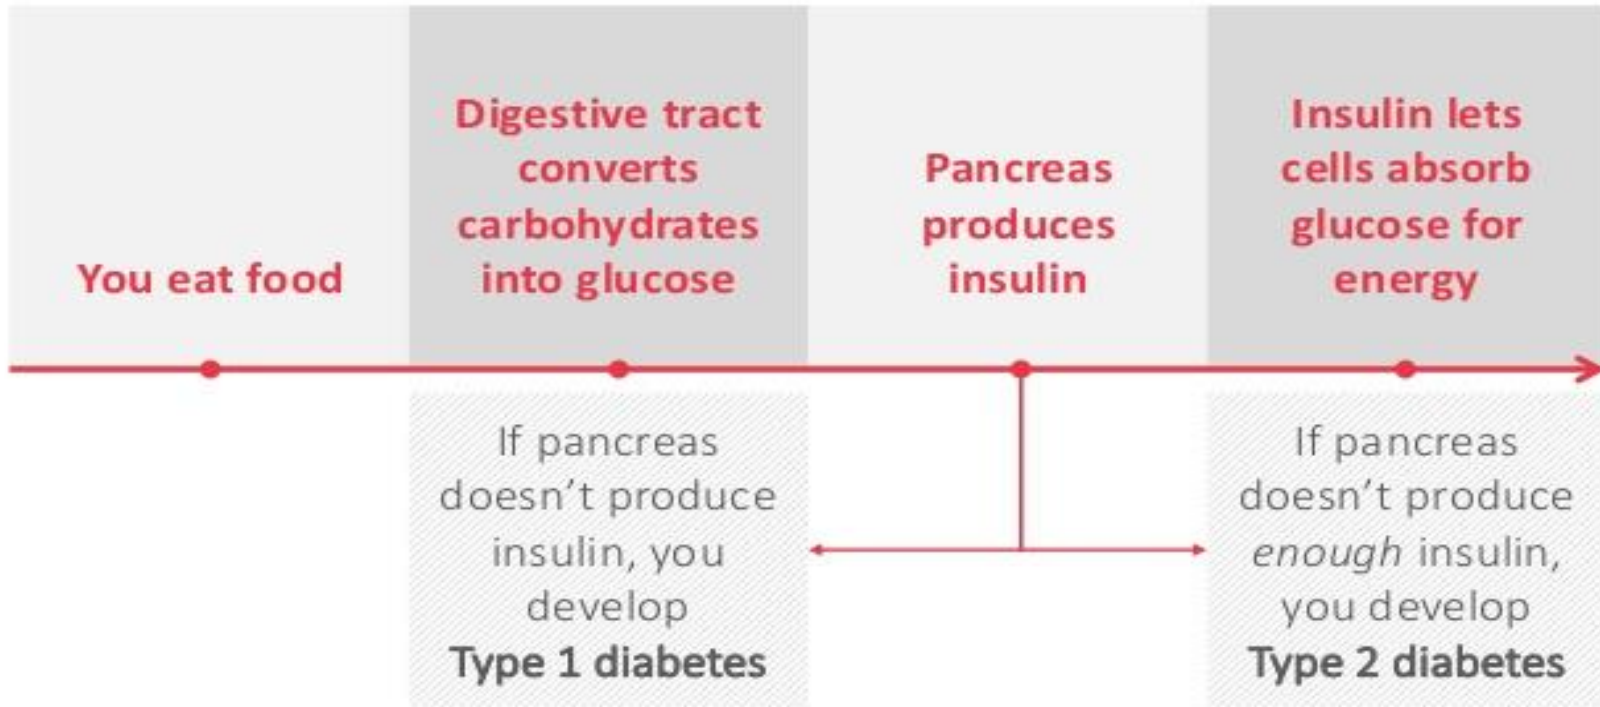 You eat food
Digestive tract
converts
carbohydrates
into glucose
Pancreas
produces
insulin
Insulin lets
cells absorb
glucose for
energy
If pancreas
doesn't produce
insulin, you
develop
Type 1 diabetes
If pancreas
doesn't produce
enough insulin,
you develop
Type 2 diabetes